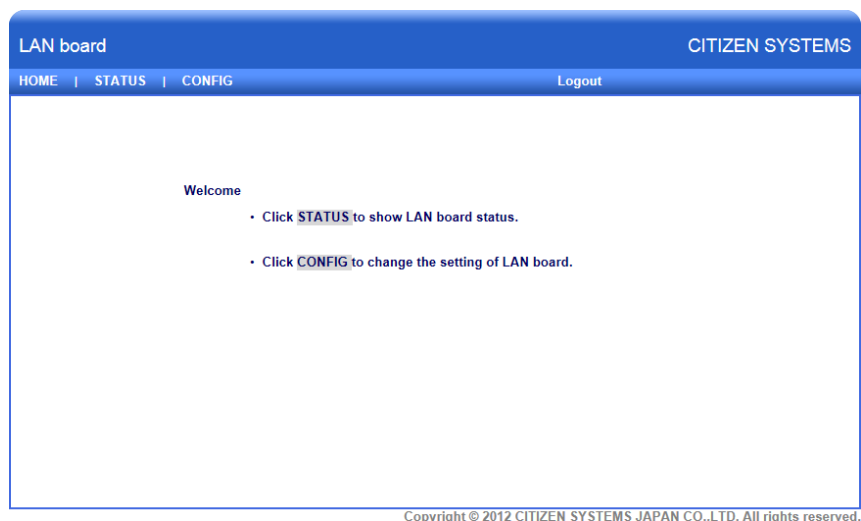 LAN board CITIZEN SYSTEMS
HOME | STATUS | CONFIG Logout
Welcome
• Click STATUS to show LAN board status.
• Click CONFIG to change the setting of LAN board.
Copyright © 2012 CITIZEN SYSTEMS JAPAN CO.,LTD. All rights reserved.